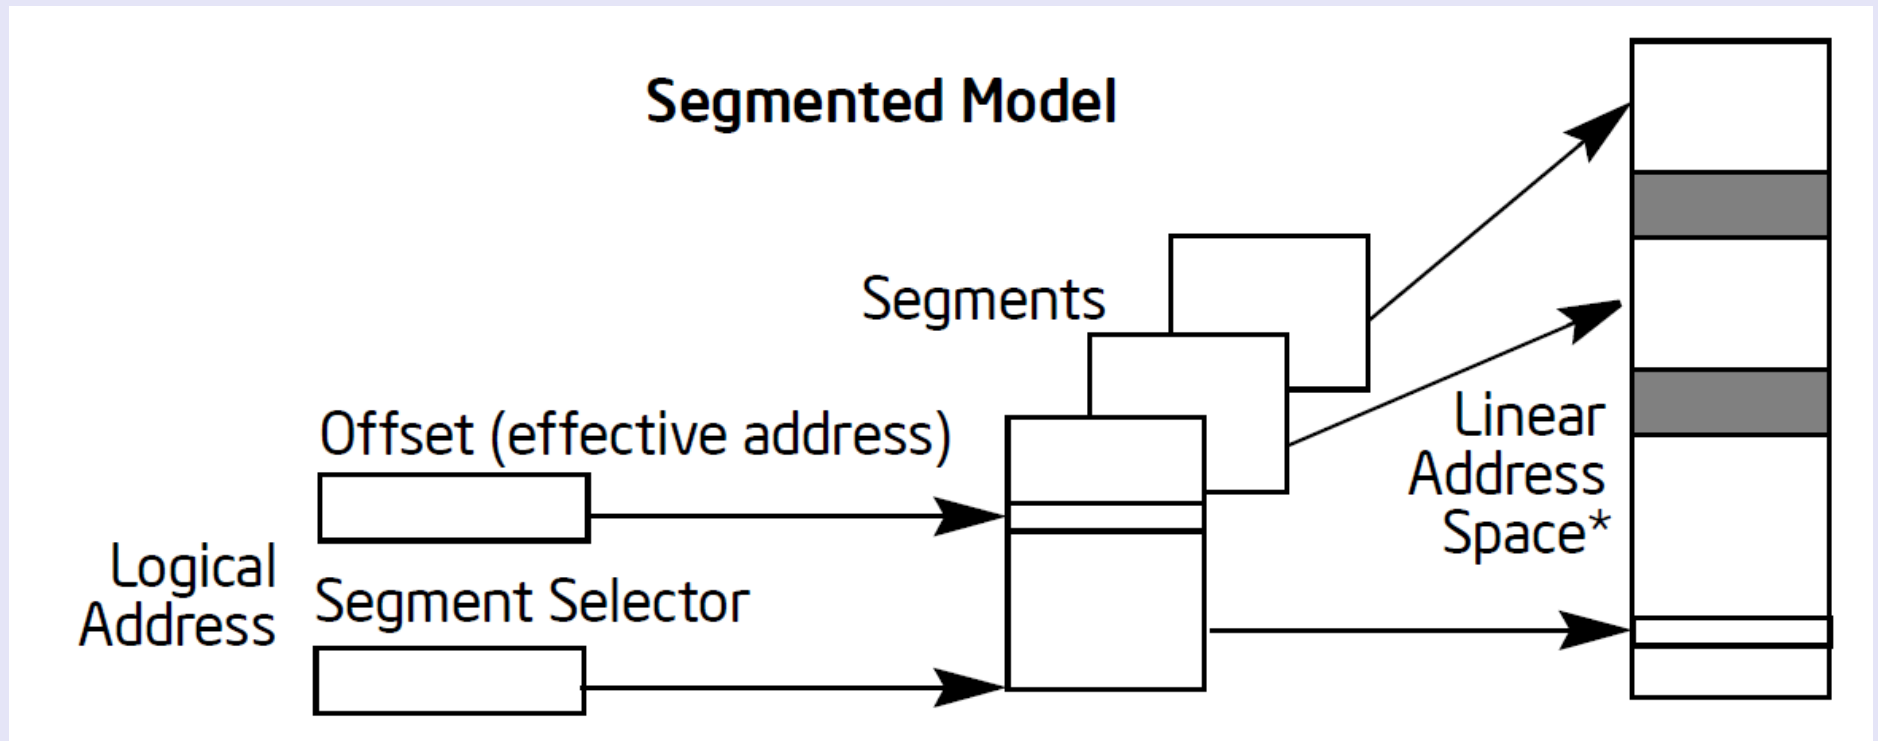 Segmented Model
Segments
Offset (effective address)
Logical
Address
Segment Selector
Linear
Address
Space*